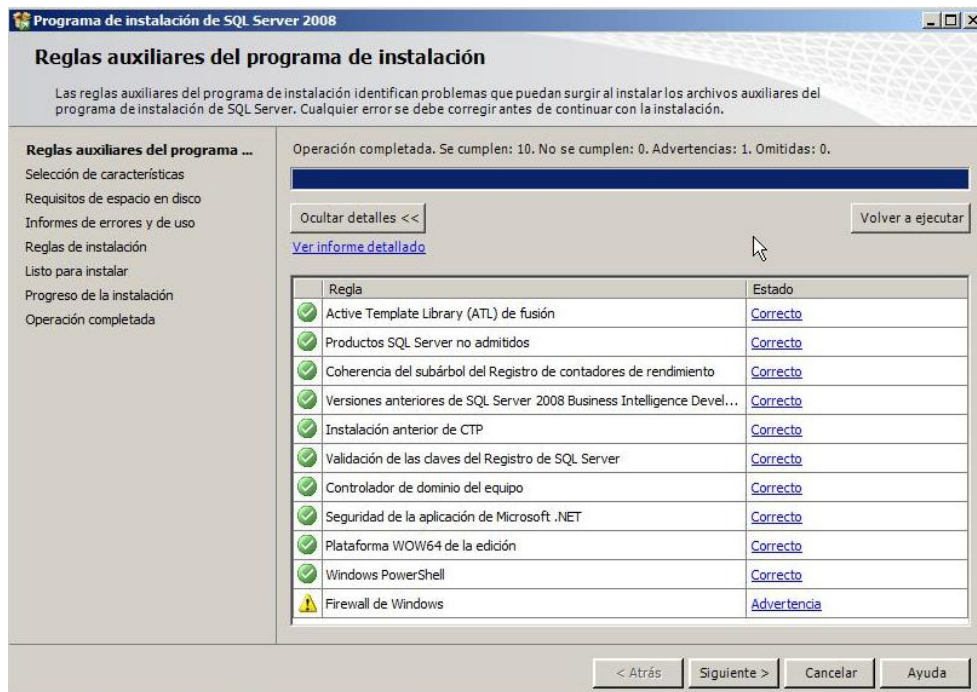 Programa de instalación de SQL Server 2008
Reglas auxiliares del programa de instalación
Las reglas auxiliares del programa de instalación identifican problemas que puedan surgir al instalar los archivos auxiliares del
programa de instalación de SQL Server. Cualquier error se debe corregir antes de continuar con la instalación.
Reglas auxiliares del programa ...
Selección de características
Requisitos de espacio en disco
Informes de errores y de uso
Reglas de instalación
Listo para instalar
Progreso de la instalación
Operación completada
Operación completada. Se cumplen: 10. No se cumplen: 0. Advertencias: 1. Omitidas: 0.
Ocultar detalles <<
Volver a ejecutar
Ver informe detallado
Regla Estado
Active Template Library (ATL) de fusión Correcto
Productos SQL Server no admitidos Correcto
Coherencia del subárbol del Registro de contadores de rendimiento Correcto
Versiones anteriores de SQL Server 2008 Business Intelligence Devel... Correcto
Instalación anterior de CTP Correcto
Validación de las claves del Registro de SQL Server Correcto
Controlador de dominio del equipo Correcto
Seguridad de la aplicación de Microsoft .NET Correcto
Plataforma WOW64 de la edición Correcto
Windows PowerShell Correcto
Firewall de Windows Advertencia
< Atrás Siguiente > Cancelar Ayuda